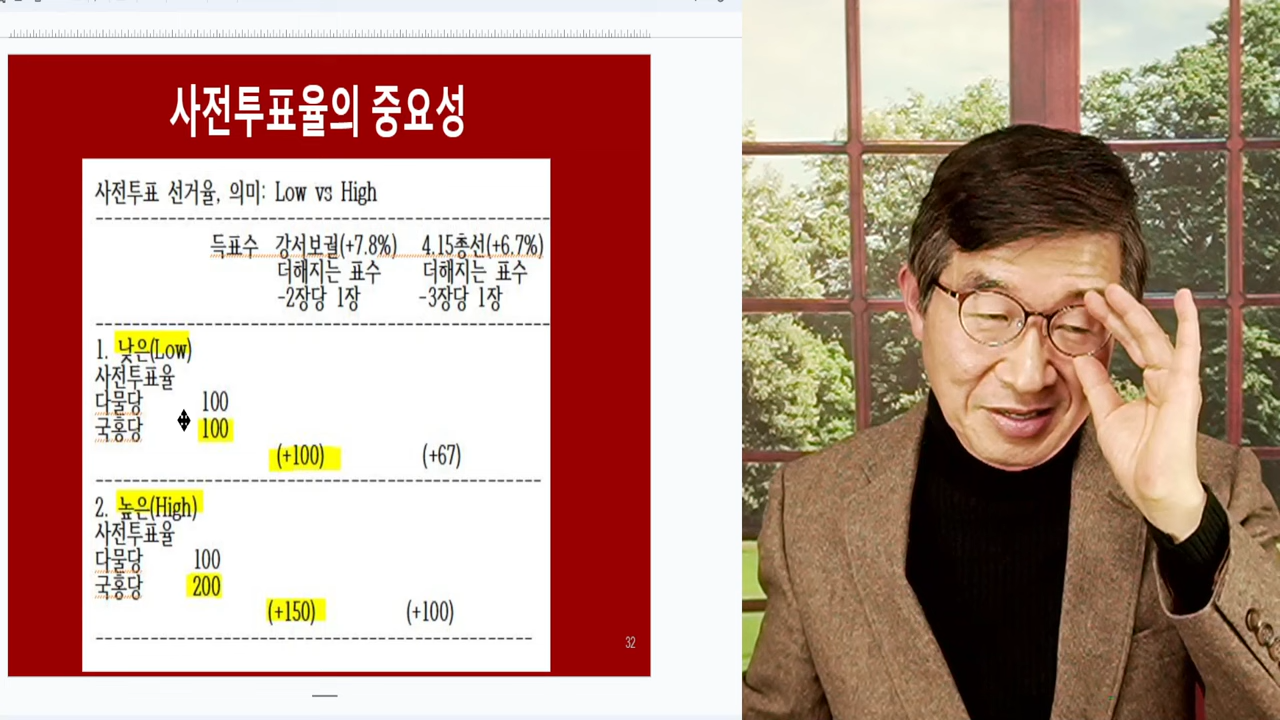 사전투표율의 중요성
사전투표 선거율, 의미: Low vs High
득표수 강서보궐(+7.8%) 4.15총선(+6.7%)
더해지는 표수 더해지는 표수
-2장당 1장 -3장당 1장
1. 낮은(Low)
사전투표율
다물당 100
국홍당 100
(+100) (+67)
2. 높은(High)
사전투표율
다물당 100
국홍당 200
(+150) (+100)
32